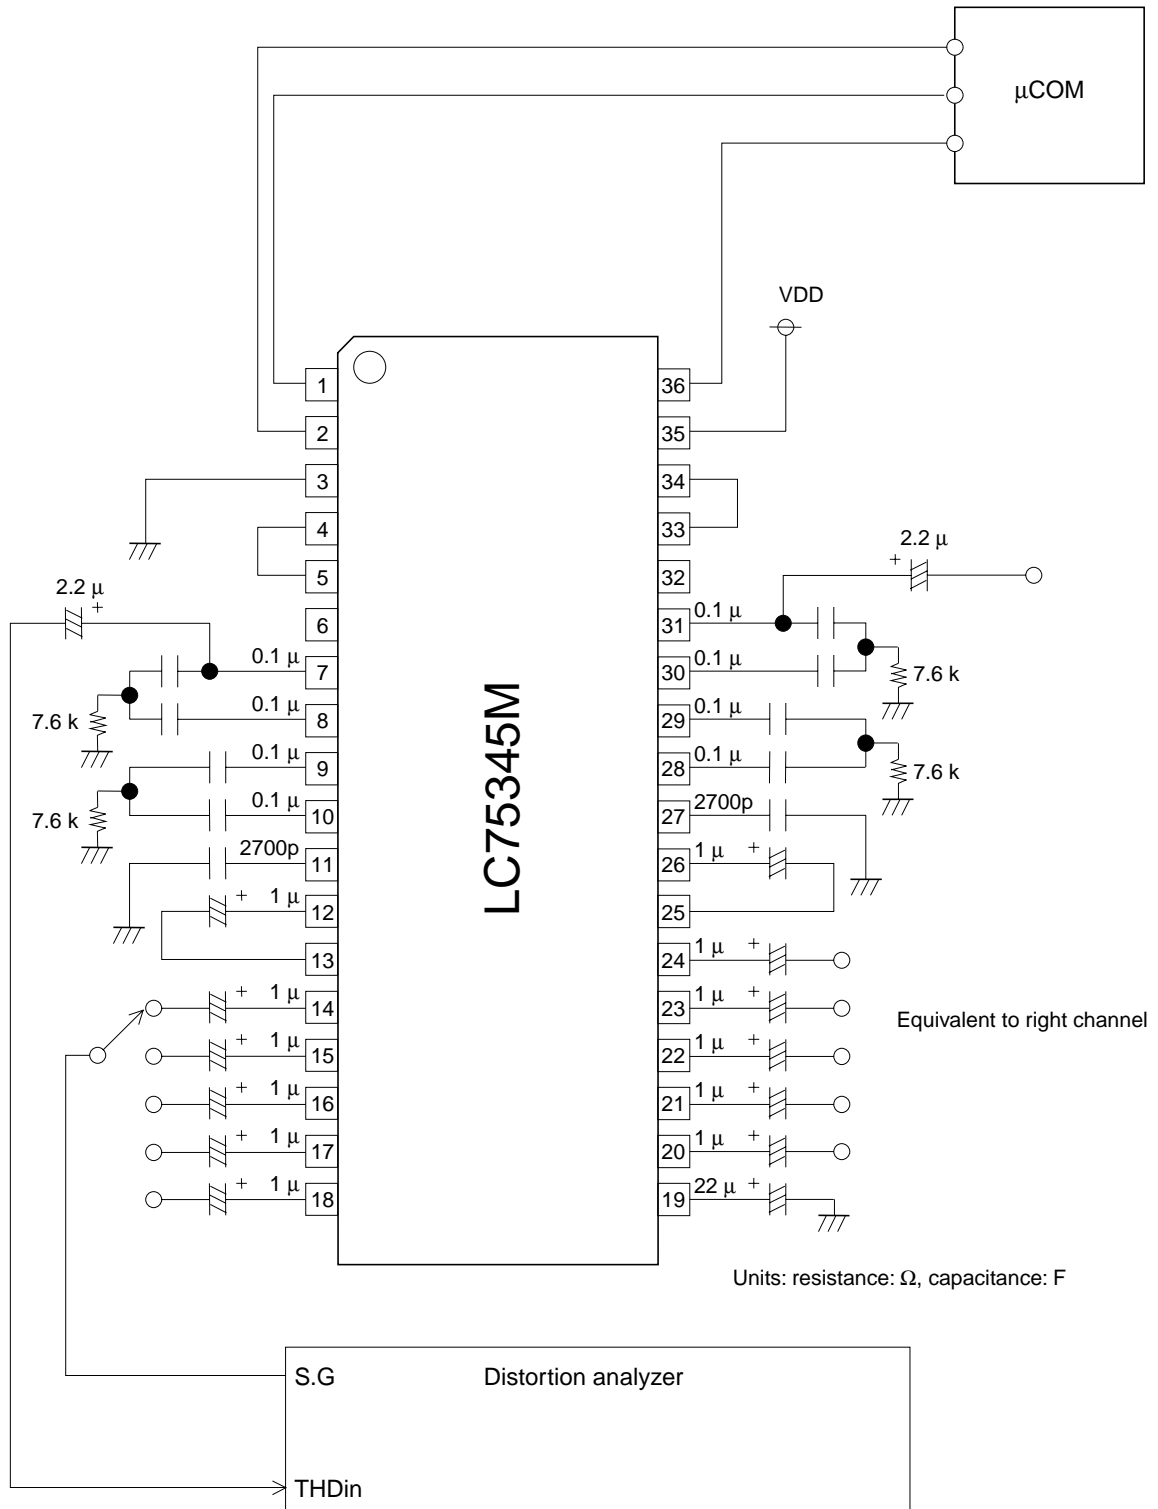 µCOM
VDD
LC75345M
1
2
3
4
5
6
7
8
9
10
11
12
13
14
15
16
17
18
36
35
34
33
32
31
30
29
28
27
26
25
24
23
22
21
20
19
2.2 µ
+
0.1 µ
7.6 k
0.1 µ
0.1 µ
7.6 k
0.1 µ
2700p
+ 1 µ
+ 1 µ
+ 1 µ
+ 1 µ
+ 1 µ
+ 1 µ
2.2 µ
+
0.1 µ
0.1 µ
7.6 k
0.1 µ
0.1 µ
7.6 k
2700p
1 µ +
1 µ +
1 µ +
1 µ +
1 µ +
1 µ +
22 µ +
Equivalent to right channel
Units: resistance: Ω, capacitance: F
S.G
Distortion analyzer
THDin